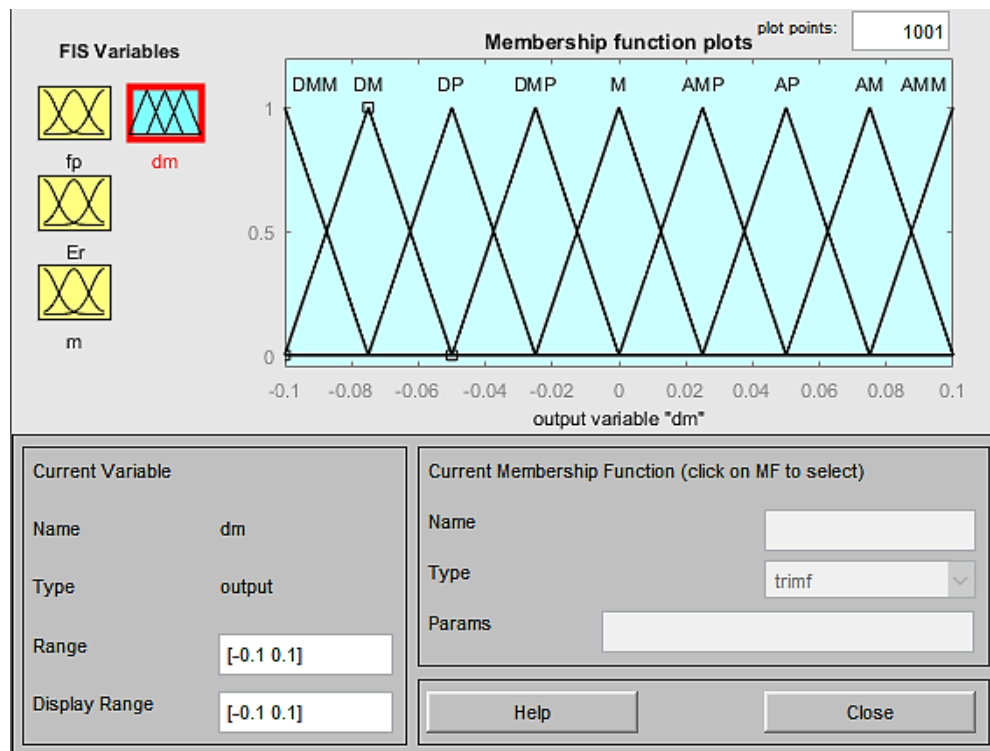 FIS Variables
fp
dm
Er
m
Membership function plots
plot points:
1001
DMM DM DP DMP M AMP AP AM AMM
1
0.5
0
-0.1 -0.08 -0.06 -0.04 -0.02 0 0.02 0.04 0.06 0.08 0.1
output variable "dm"
Current Variable
Name dm
Type output
Range [-0.1 0.1]
Display Range [-0.1 0.1]
Current Membership Function (click on MF to select)
Name
Type trimf
Params
Help Close